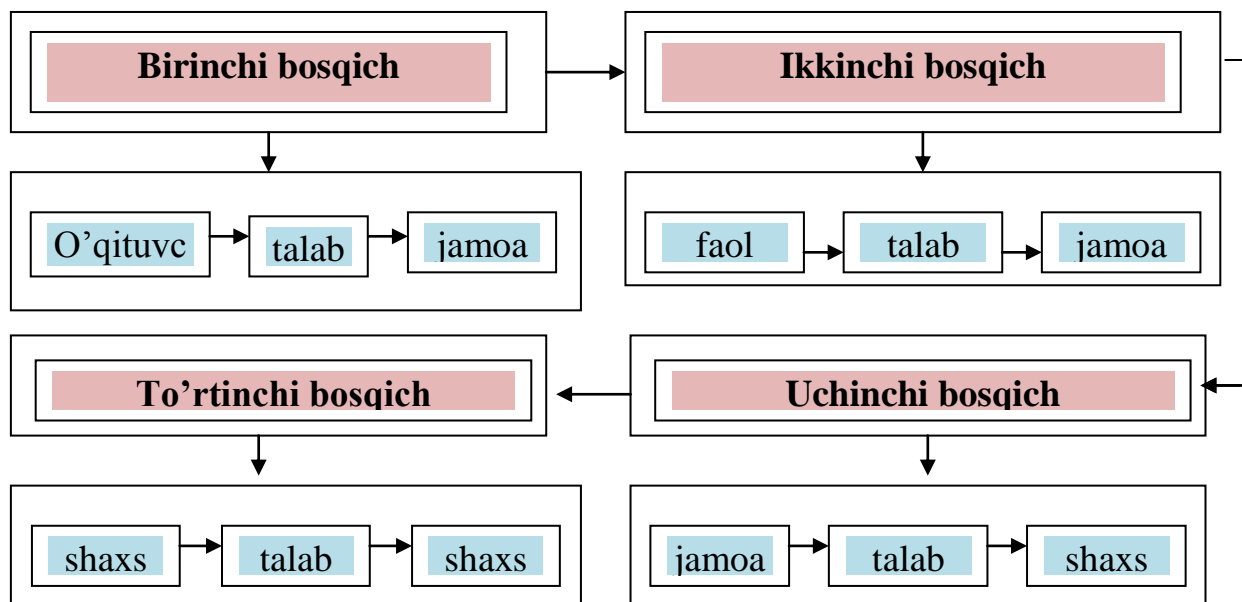 Birinchi bosqich
Ikkinchi bosqich
O’qituvc
talab
jamoa
faol
talab
jamoa
To’rtinchi bosqich
Uchinchi bosqich
shaxs
talab
shaxs
jamoa
talab
shaxs